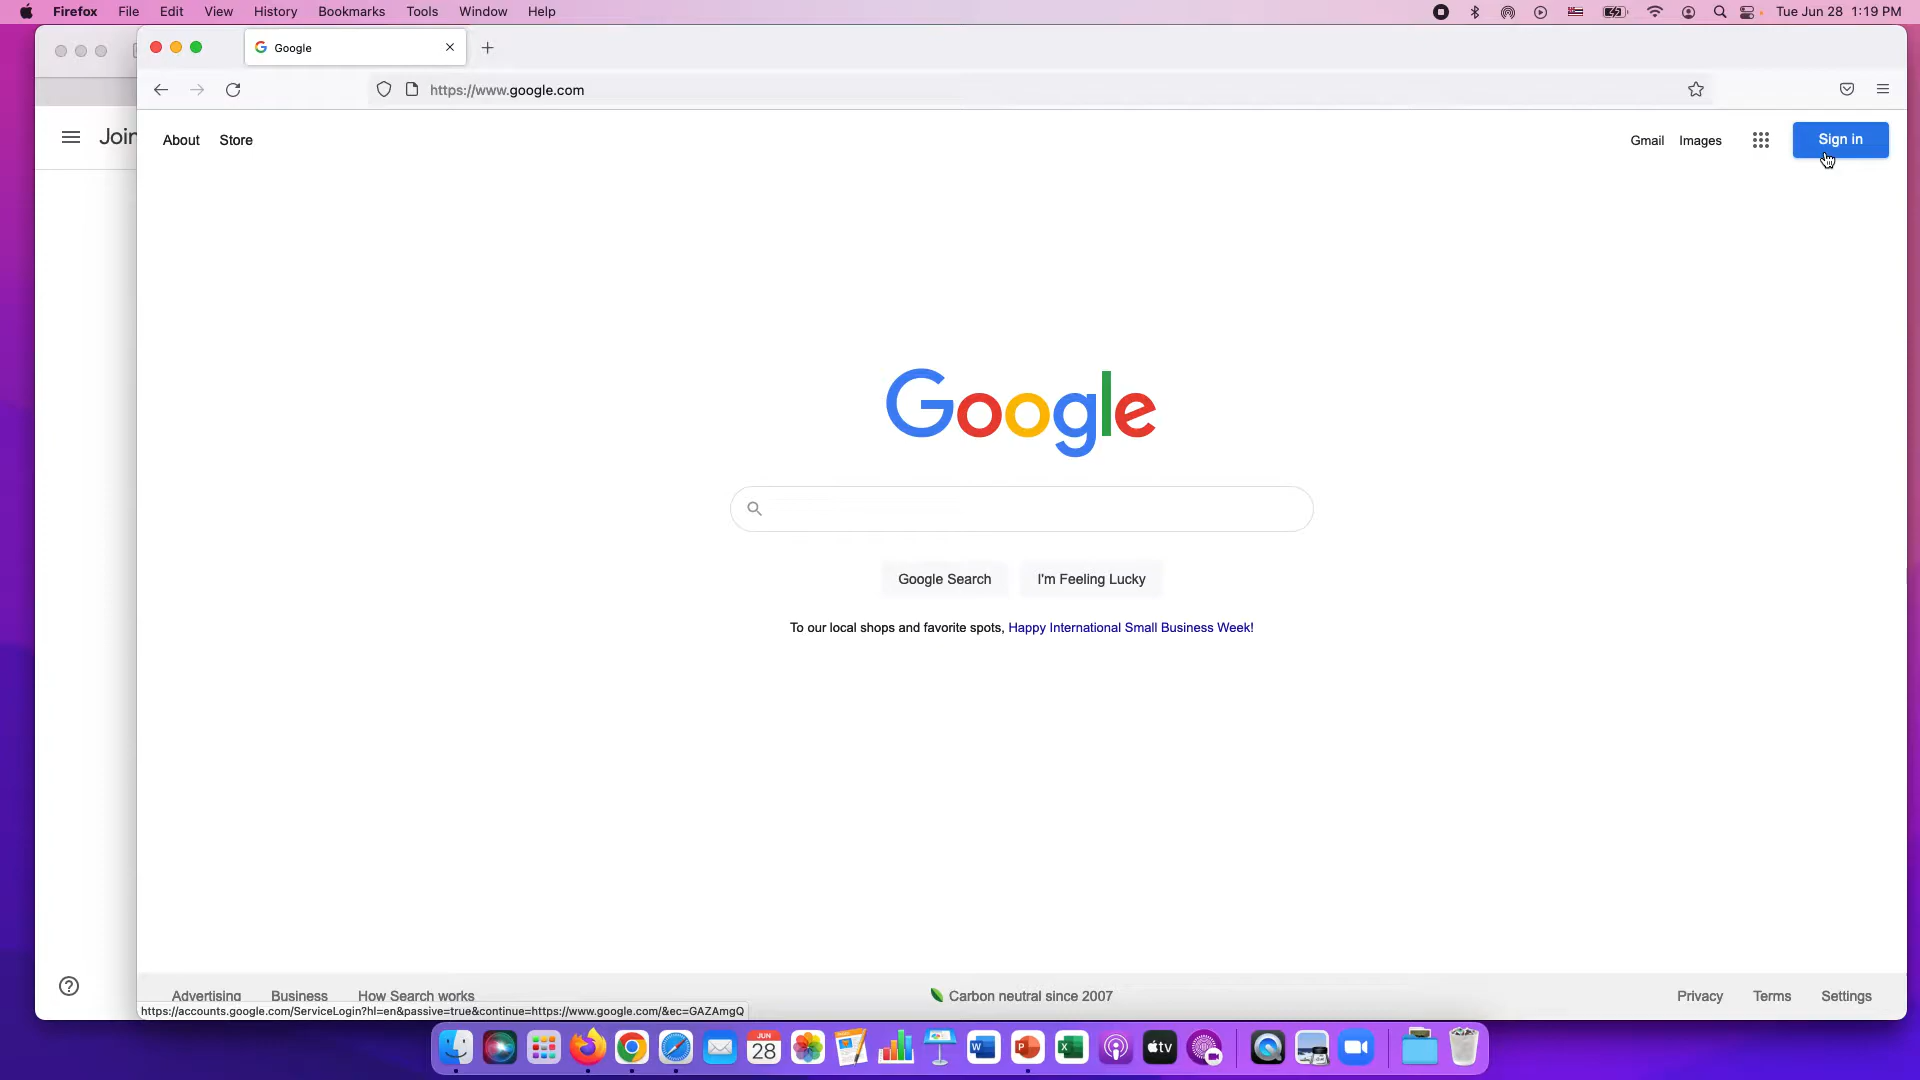 Firefox File Edit View History Bookmarks Tools Window Help Tue Jun 28 1:19 PM
Google
https://www.google.com
Join
About Store Gmail Images Sign in
Google
Google Search I'm Feeling Lucky
To our local shops and favorite spots, Happy International Small Business Week!
Advertising Business How Search works Carbon neutral since 2007 Privacy Terms Settings
https://accounts.google.com/ServiceLogin?hl=en&passive=true&continue=https://www.google.com/&ec=GAZAmgQ
JUN
28
W
P
X
tv